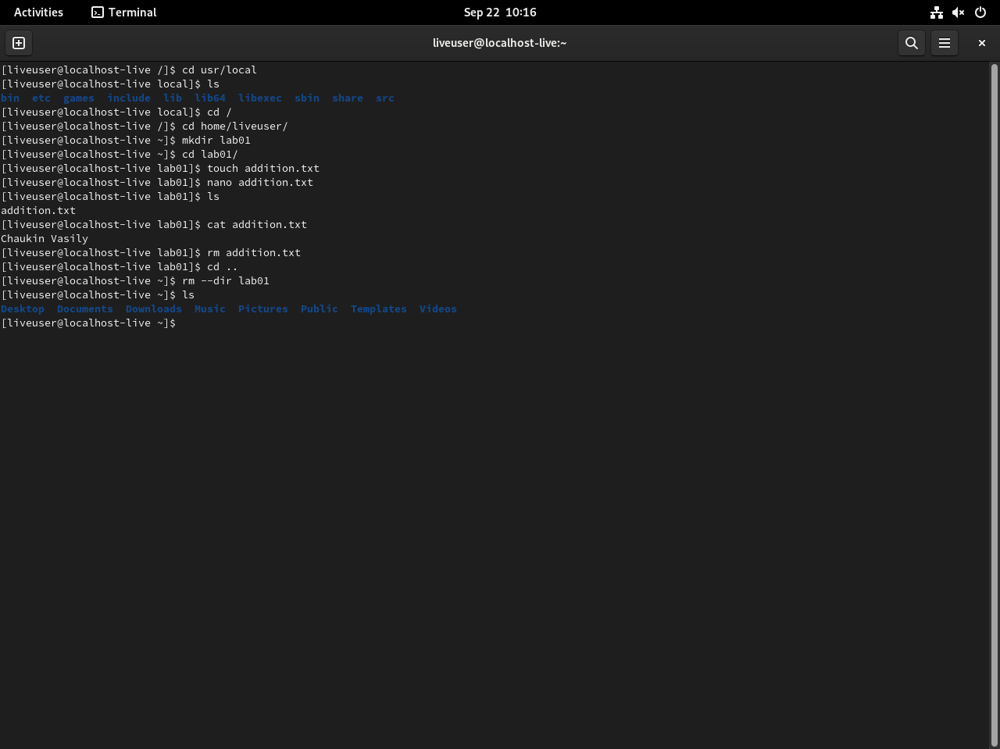 Activities Terminal Sep 22 10:16
liveuser@localhost-live:~
[liveuser@localhost-live /]$ cd usr/local
[liveuser@localhost-live local]$ ls
bin etc games include lib lib64 libexec sbin share src
[liveuser@localhost-live local]$ cd /
[liveuser@localhost-live /]$ cd home/liveuser/
[liveuser@localhost-live ~]$ mkdir lab01
[liveuser@localhost-live ~]$ cd lab01/
[liveuser@localhost-live lab01]$ touch addition.txt
[liveuser@localhost-live lab01]$ nano addition.txt
[liveuser@localhost-live lab01]$ ls
addition.txt
[liveuser@localhost-live lab01]$ cat addition.txt
Chaukin Vasily
[liveuser@localhost-live lab01]$ rm addition.txt
[liveuser@localhost-live lab01]$ cd ..
[liveuser@localhost-live ~]$ rm --dir lab01
[liveuser@localhost-live ~]$ ls
Desktop Documents Downloads Music Pictures Public Templates Videos
[liveuser@localhost-live ~]$